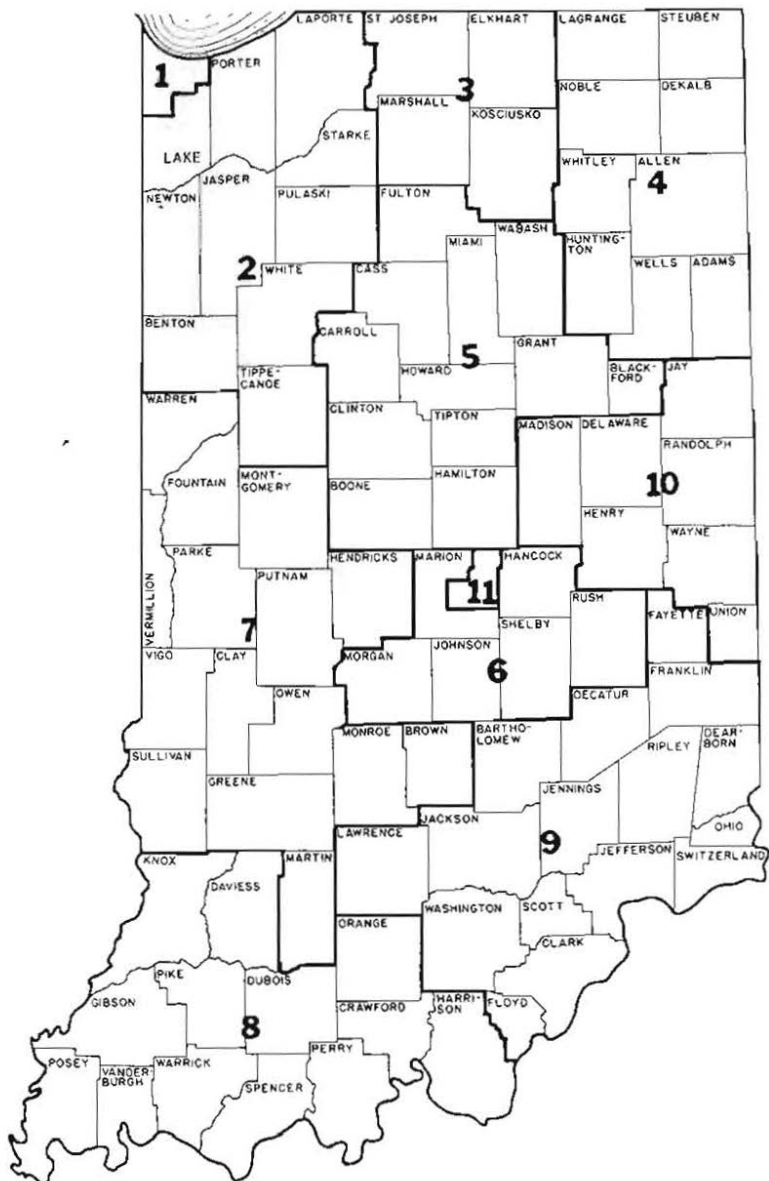 LAPORTE
ST JOSEPH
ELKHART
LAGRANGE
STEUBEN
1
PORTER
3
NOBLE
DEKALB
MARSHALL
KOSCIUSKO
STARKE
LAKE
WHITLEY
ALLEN
4
JASPER
NEWTON
PULASKI
FULTON
WABASH
HUNTING-
TON
MIAMI
WELLS
ADAMS
2
WHITE
CASS
BENTON
CARROLL
5
GRANT
TIPPE-
CANOE
HOWARD
BLACK-
FORD
JAY
WARREN
CLINTON
TIPTON
MADISON
DELAWARE
RANDOLPH
FOUNTAIN
MONT-
GOMERY
BOONE
HAMILTON
10
HENRY
WAYNE
VERMILLION
PARKE
PUTNAM
HENDRICKS
MARION
HANCOCK
11
RUSH
FAYETTE
UNION
7
SHELBY
VIGO
CLAY
MORGAN
JOHNSON
6
FRANKLIN
OWEN
DECATUR
MONROE
BROWN
BARTHO-
LOMEW
RIPLEY
DEAR-
BORN
SULLIVAN
GREENE
JENNINGS
JACKSON
OHIO
LAWRENCE
9
JEFFERSON
SWITZERLAND
KNOX
MARTIN
DAVIESS
WASHINGTON
SCOTT
ORANGE
CLARK
PIKE
DUBOIS
GIBSON
8
CRAWFORD
HARRI-
SON
FLOYD
POSEY
VANDER-
BURGH
WARRICK
PERRY
SPENCER